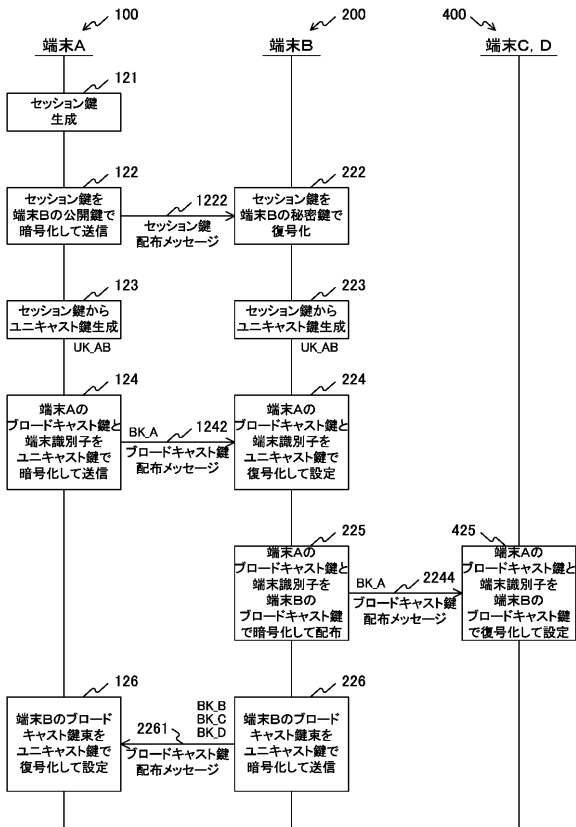 100
200
400
端末A
端末B
端末C, D
121
セッション鍵
生成
122
セッション鍵を
端末Bの公開鍵で
暗号化して送信
1222
セッション鍵
配布メッセージ
222
セッション鍵を
端末Bの秘密鍵で
復号化
123
セッション鍵から
ユニキャスト鍵生成
UK_AB
223
セッション鍵から
ユニキャスト鍵生成
UK_AB
124
端末Aの
ブロードキャスト鍵と
端末識別子を
ユニキャスト鍵で
暗号化して送信
BK_A
1242
ブロードキャスト鍵
配布メッセージ
224
端末Aの
ブロードキャスト鍵と
端末識別子を
ユニキャスト鍵で
復号化して設定
225
端末Aの
ブロードキャスト鍵と
端末識別子を
端末Bの
ブロードキャスト鍵
で暗号化して配布
BK_A
2244
ブロードキャスト鍵
配布メッセージ
425
端末Aの
ブロードキャスト鍵と
端末識別子を
端末Bの
ブロードキャスト鍵
で復号化して設定
126
端末Bのブロード
キャスト鍵束を
ユニキャスト鍵で
復号化して設定
BK_B
BK_C
BK_D
2261
ブロードキャスト鍵
配布メッセージ
226
端末Bのブロード
キャスト鍵束を
ユニキャスト鍵で
暗号化して送信